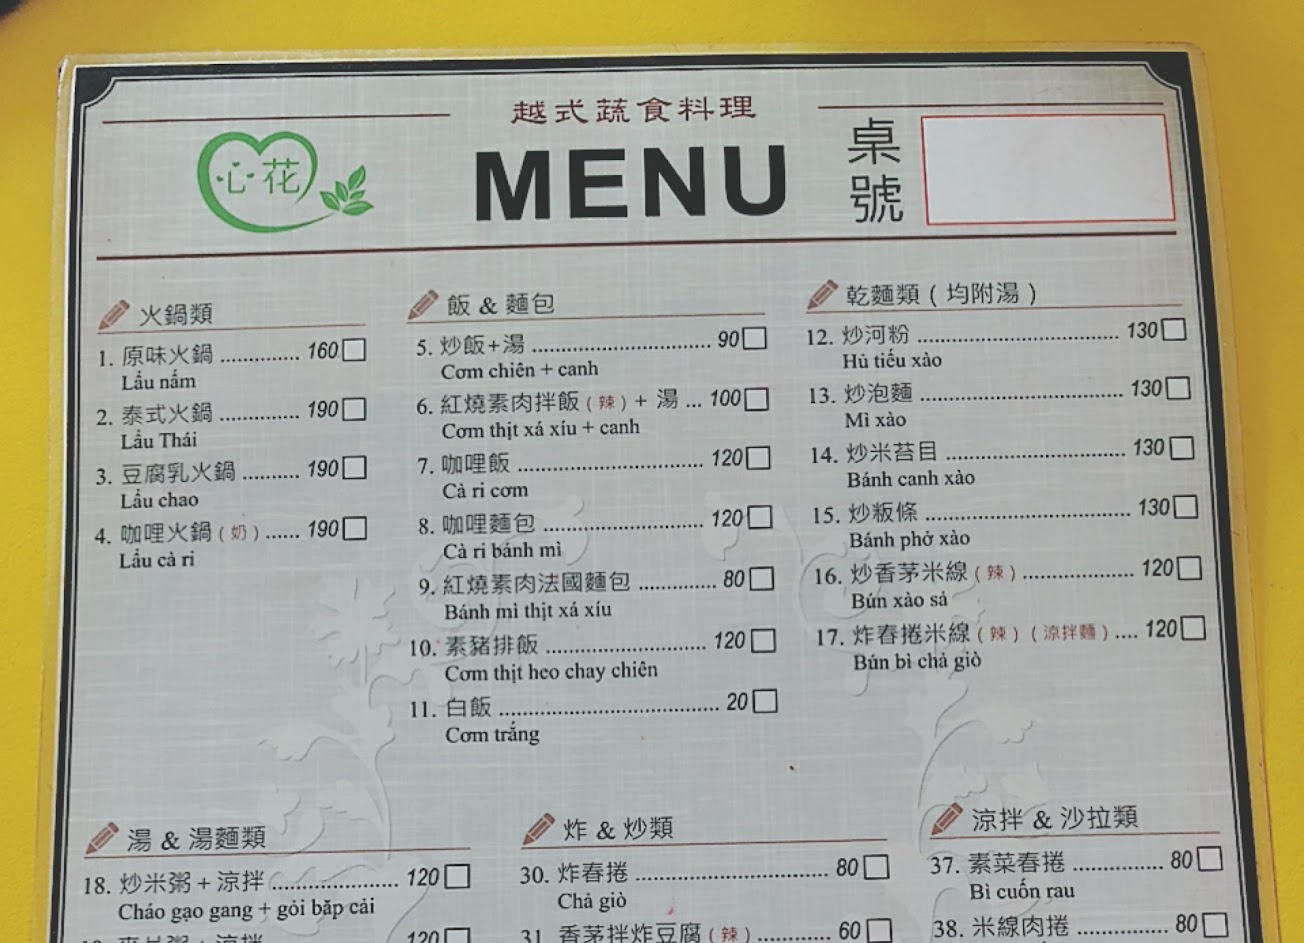 越式蔬食料理
心花
MENU
桌號
火鍋類
1. 原味火鍋 ............. 160
Lẩu nấm
2. 泰式火鍋 ............. 190
Lẩu Thái
3. 豆腐乳火鍋 .......... 190
Lẩu chao
4. 咖哩火鍋(奶) ...... 190
Lẩu cà ri
飯 & 麵包
5. 炒飯+湯 ................................ 90
Cơm chiên + canh
6. 紅燒素肉拌飯(辣)+ 湯 ... 100
Cơm thịt xá xíu + canh
7. 咖哩飯 ................................. 120
Cà ri cơm
8. 咖哩麵包 ............................ 120
Cà ri bánh mì
9. 紅燒素肉法國麵包 ............. 80
Bánh mì thịt xá xíu
10. 素豬排飯 ............................ 120
Cơm thịt heo chay chiên
11. 白飯 ...................................... 20
Cơm trắng
乾麵類(均附湯)
12. 炒河粉 ................................... 130
Hủ tiếu xào
13. 炒泡麵 ................................... 130
Mì xào
14. 炒米苔目 .............................. 130
Bánh canh xào
15. 炒粄條 ................................... 130
Bánh phở xào
16. 炒香茅米線(辣) ................... 120
Bún xào sả
17. 炸春捲米線(辣)(涼拌麵) .... 120
Bún bì chả giò
湯 & 湯麵類
18. 炒米粥 + 涼拌 ..................... 120
Cháo gạo gang + gỏi bắp cải
120
炸 & 炒類
30. 炸春捲 ................................ 80
Chả giò
31. 香茅拌炸豆腐(辣) ............. 60
涼拌 & 沙拉類
37. 素菜春捲 ............... 80
Bì cuốn rau
38. 米線肉捲 ............... 80